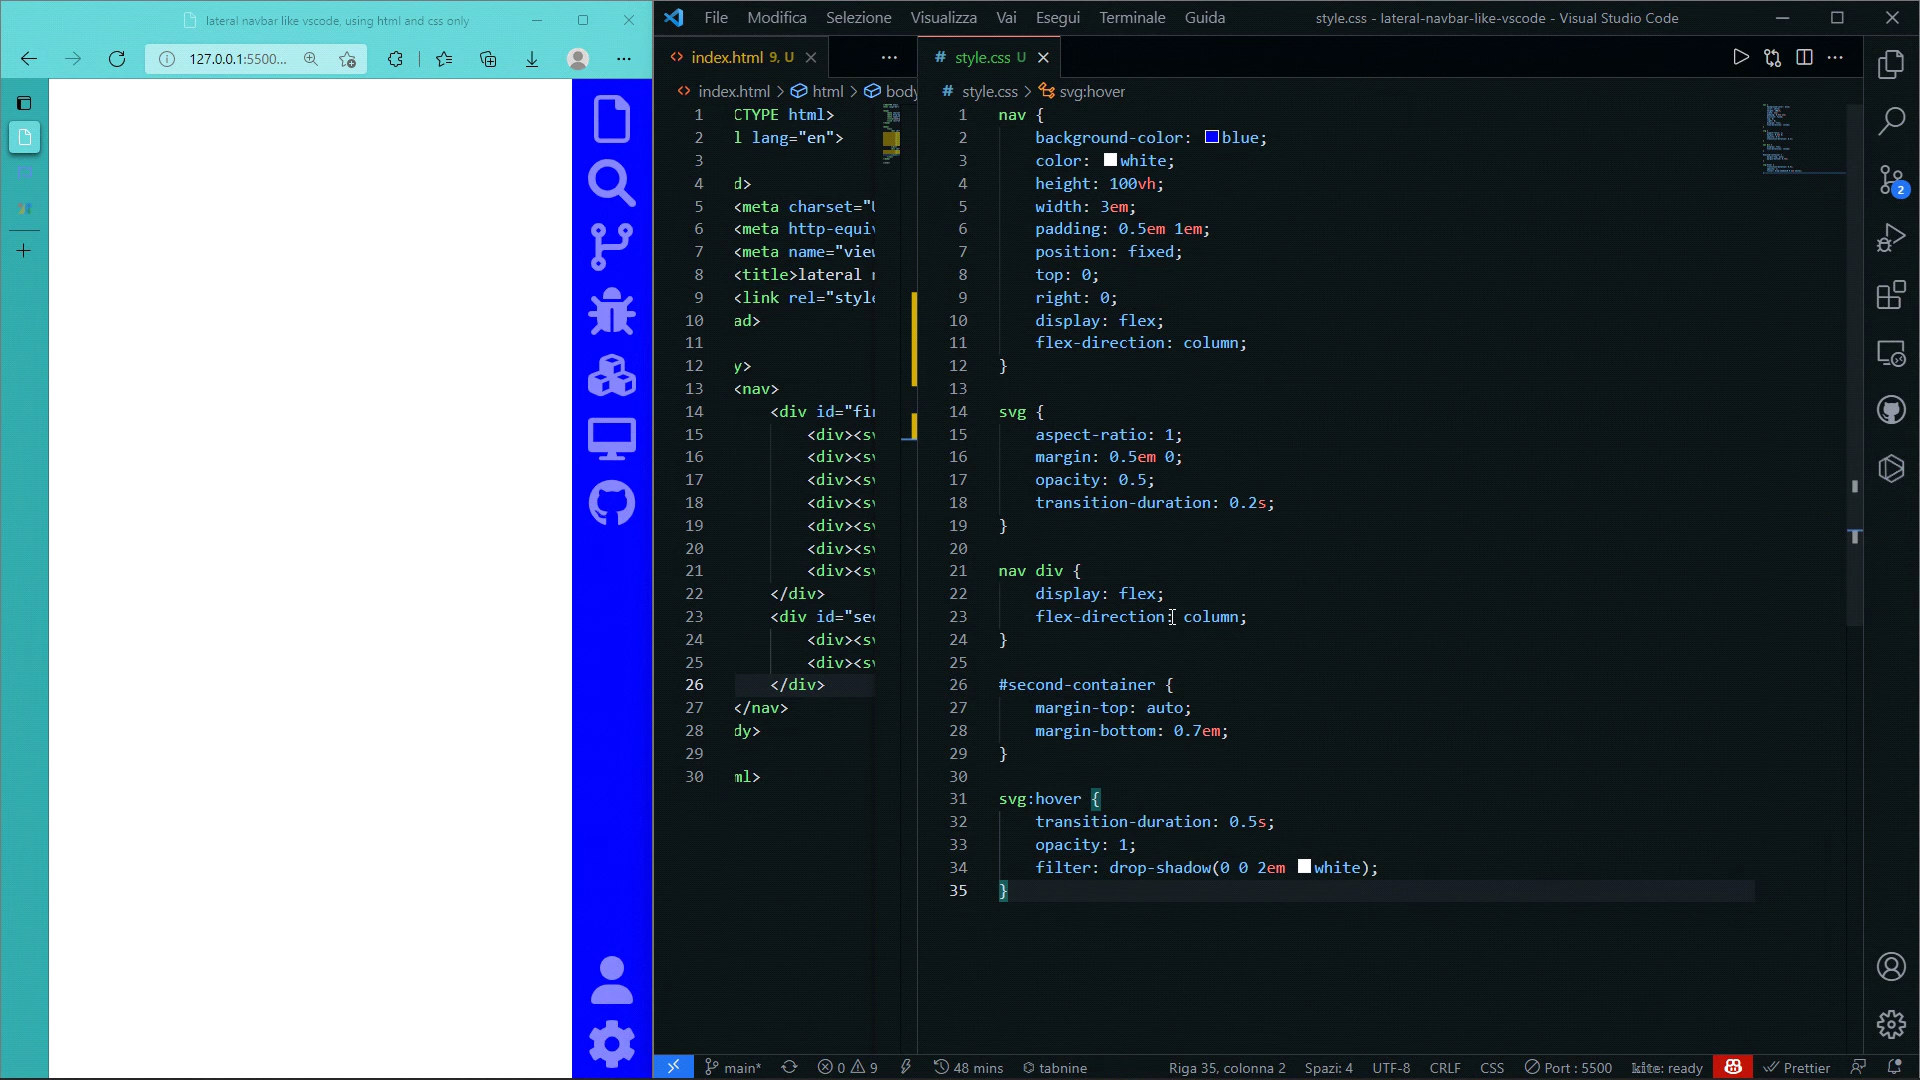 lateral navbar like vscode, using html and css only
127.0.0.1:5500...
File Modifica Selezione Visualizza Vai Esegui Terminale Guida
style.css - lateral-navbar-like-vscode - Visual Studio Code
index.html 9, U
index.html > html > body
1 CTYPE html>
2 l lang="en">
3
4 d>
5 <meta charset="U
6 <meta http-equiv
7 <meta name="view
8 <title>lateral n
9 <link rel="style
10 ad>
11
12 y>
13 <nav>
14 <div id="fir
15 <div><sv
16 <div><sv
17 <div><sv
18 <div><sv
19 <div><sv
20 <div><sv
21 <div><sv
22 </div>
23 <div id="sec
24 <div><sv
25 <div><sv
26 </div>
27 </nav>
28 dy>
29
30 ml>
# style.css U
# style.css > svg:hover
1 nav {
2 background-color: blue;
3 color: white;
4 height: 100vh;
5 width: 3em;
6 padding: 0.5em 1em;
7 position: fixed;
8 top: 0;
9 right: 0;
10 display: flex;
11 flex-direction: column;
12 }
13
14 svg {
15 aspect-ratio: 1;
16 margin: 0.5em 0;
17 opacity: 0.5;
18 transition-duration: 0.2s;
19 }
20
21 nav div {
22 display: flex;
23 flex-direction: column;
24 }
25
26 #second-container {
27 margin-top: auto;
28 margin-bottom: 0.7em;
29 }
30
31 svg:hover {
32 transition-duration: 0.5s;
33 opacity: 1;
34 filter: drop-shadow(0 0 2em white);
35 }
2
main* 0 9 48 mins tabnine Riga 35, colonna 2 Spazi: 4 UTF-8 CRLF CSS Port : 5500 kite: ready Prettier